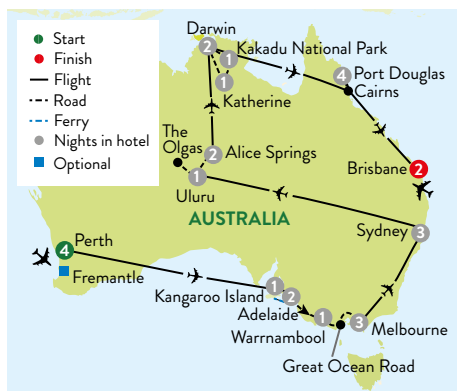 Start
Finish
Flight
Road
Ferry
Nights in hotel
Optional
Darwin
2
Kakadu National Park
1
1
Katherine
4
Port Douglas
Cairns
The
Olgas
2
Alice Springs
1
Uluru
Brisbane
2
AUSTRALIA
Sydney
3
4
Perth
Fremantle
Kangaroo Island
1
2
Adelaide
1
Warrnambool
3
Melbourne
Great Ocean Road